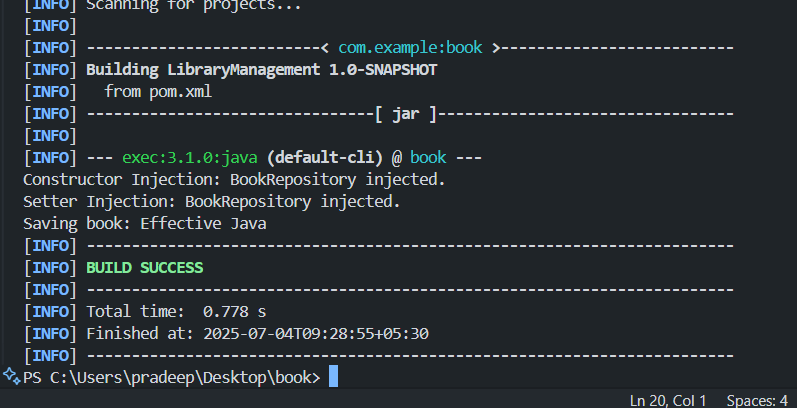 [INFO] Scanning for projects...
[INFO]
[INFO] --------------------------< com.example:book >--------------------------
[INFO] Building LibraryManagement 1.0-SNAPSHOT
[INFO]   from pom.xml
[INFO] --------------------------------[ jar ]---------------------------------
[INFO]
[INFO] --- exec:3.1.0:java (default-cli) @ book ---
Constructor Injection: BookRepository injected.
Setter Injection: BookRepository injected.
Saving book: Effective Java
[INFO] ------------------------------------------------------------------------
[INFO] BUILD SUCCESS
[INFO] ------------------------------------------------------------------------
[INFO] Total time:  0.778 s
[INFO] Finished at: 2025-07-04T09:28:55+05:30
[INFO] ------------------------------------------------------------------------
PS C:\Users\pradeep\Desktop\book>
Ln 20, Col 1 Spaces: 4